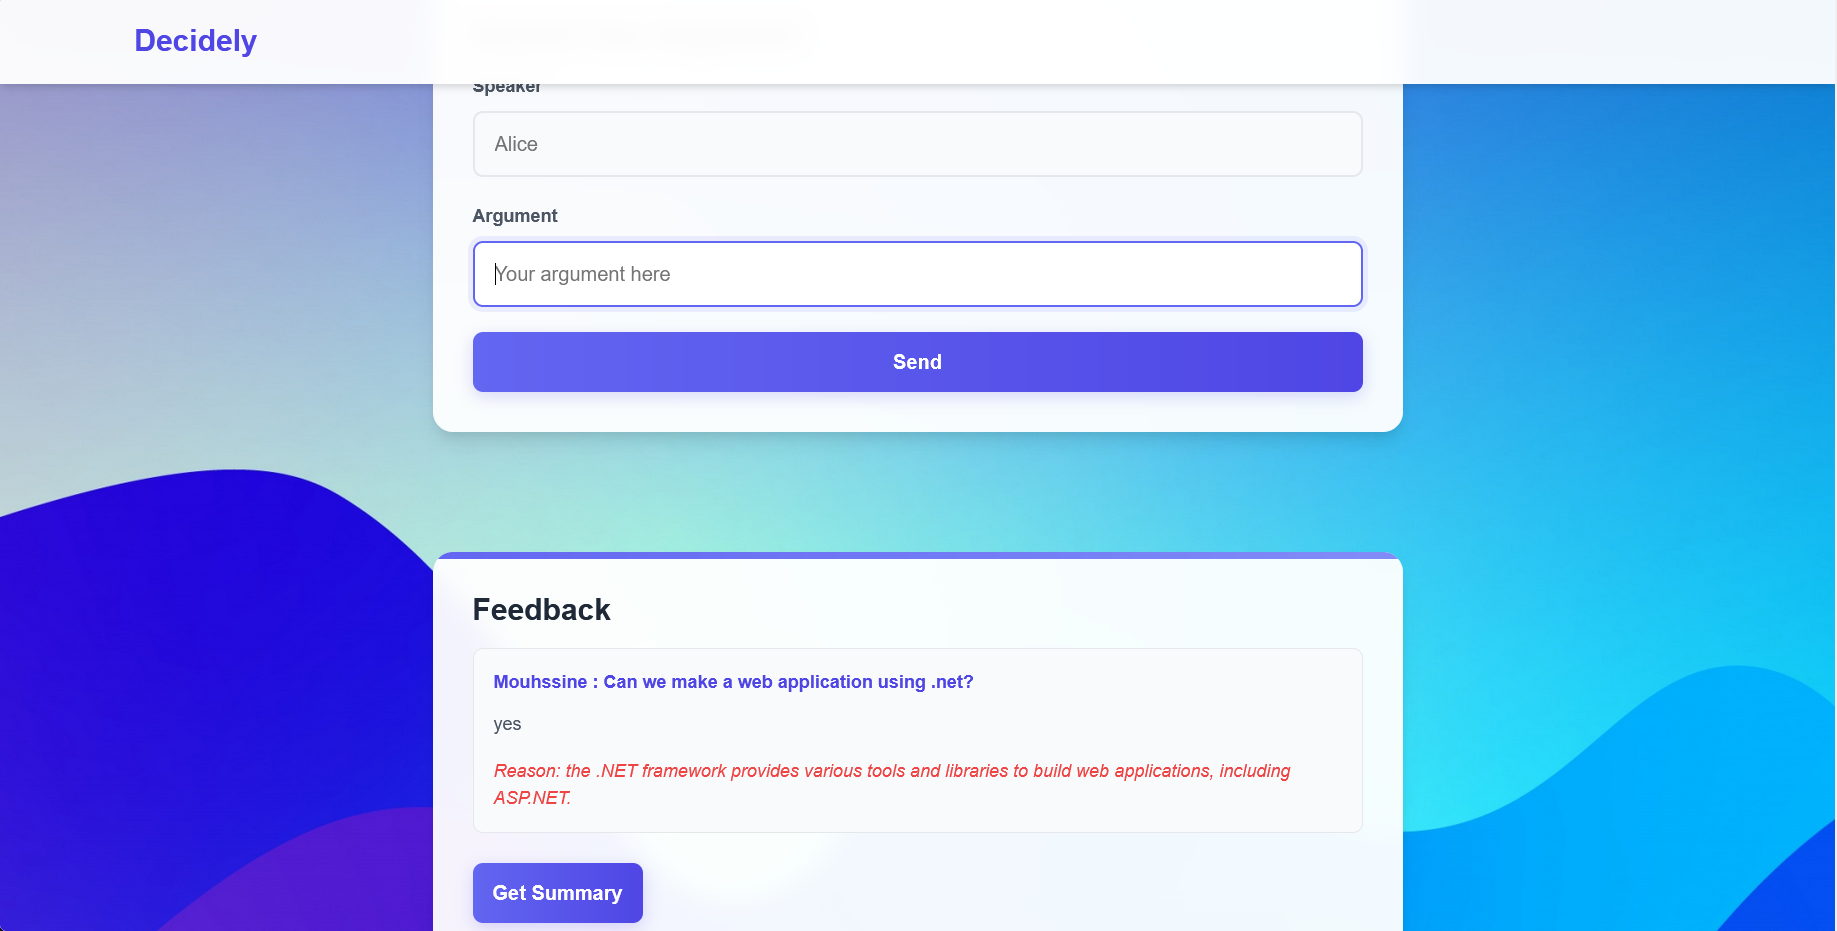 Decidely
Speaker
Alice
Argument
Your argument here
Send
Feedback
Mouhssine : Can we make a web application using .net?
yes
Reason: the .NET framework provides various tools and libraries to build web applications, including
ASP.NET.
Get Summary